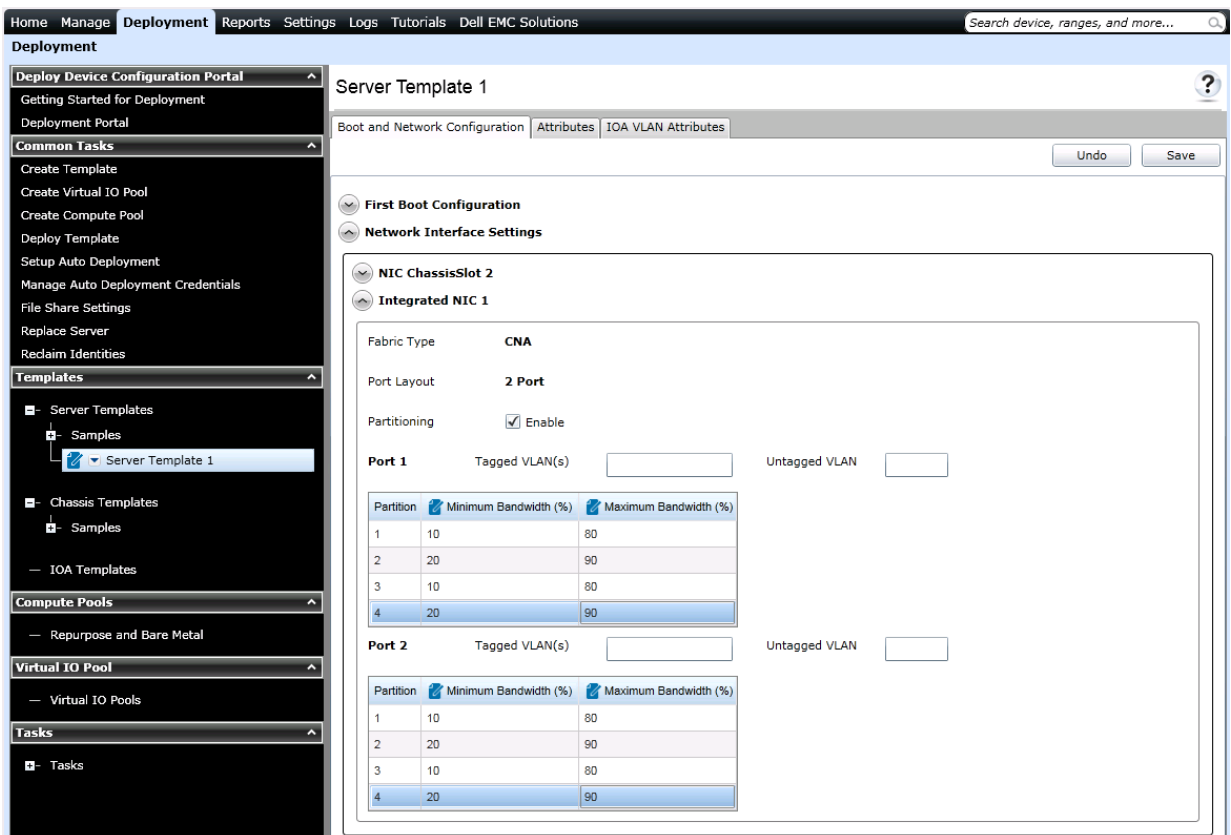 Home Manage Deployment Reports Settings Logs Tutorials Dell EMC Solutions Search device, ranges, and more...
Deployment
Deploy Device Configuration Portal
Getting Started for Deployment
Deployment Portal
Common Tasks
Create Template
Create Virtual IO Pool
Create Compute Pool
Deploy Template
Setup Auto Deployment
Manage Auto Deployment Credentials
File Share Settings
Replace Server
Reclaim Identities
Templates
Server Templates
Samples
Server Template 1
Chassis Templates
Samples
IOA Templates
Compute Pools
Repurpose and Bare Metal
Virtual IO Pool
Virtual IO Pools
Tasks
Tasks
Server Template 1 ?
Boot and Network Configuration Attributes IOA VLAN Attributes
Undo Save
First Boot Configuration
Network Interface Settings
NIC ChassisSlot 2
Integrated NIC 1
Fabric Type CNA
Port Layout 2 Port
Partitioning Enable
Port 1 Tagged VLAN(s) Untagged VLAN
Partition Minimum Bandwidth (%) Maximum Bandwidth (%)
1 10 80
2 20 90
3 10 80
4 20 90
Port 2 Tagged VLAN(s) Untagged VLAN
Partition Minimum Bandwidth (%) Maximum Bandwidth (%)
1 10 80
2 20 90
3 10 80
4 20 90